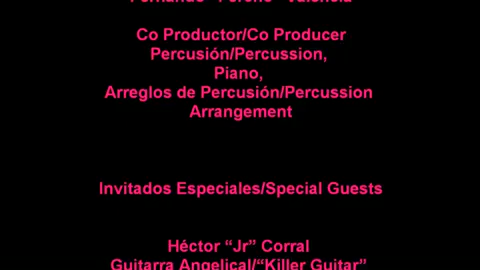 Co Productor/Co Producer
Percusión/Percussion,
Piano,
Arreglos de Percusión/Percussion
Arrangement
Invitados Especiales/Special Guests
Héctor “Jr” Corral
Guitarra Angelical/“Killer Guitar”